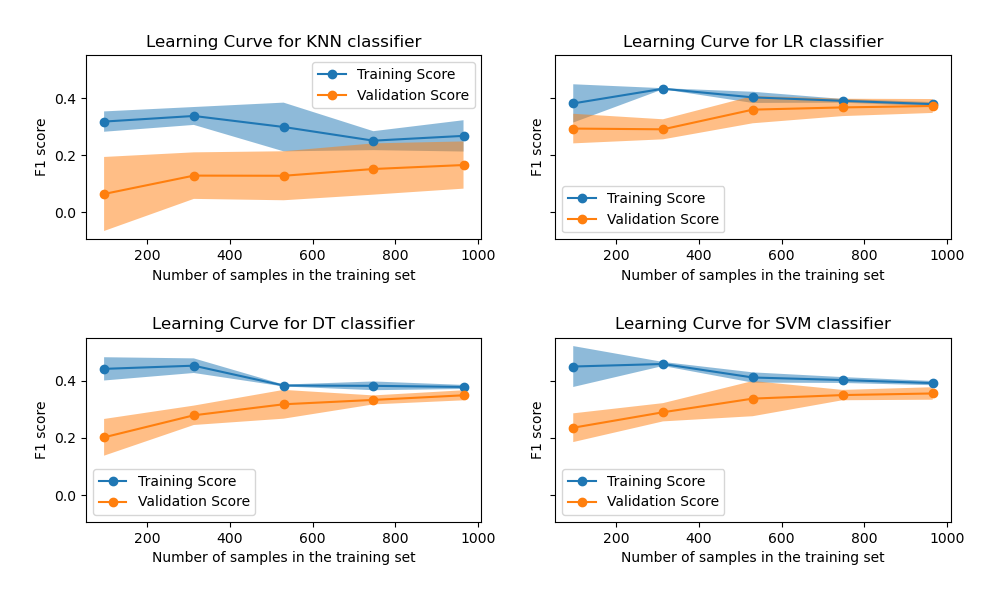 Learning Curve for KNN classifier
F1 score
0.4
0.2
0.0
Training Score
Validation Score
200 400 600 800 1000
Number of samples in the training set
Learning Curve for LR classifier
F1 score
Training Score
Validation Score
200 400 600 800 1000
Number of samples in the training set
Learning Curve for DT classifier
F1 score
0.4
0.2
0.0
Training Score
Validation Score
200 400 600 800 1000
Number of samples in the training set
Learning Curve for SVM classifier
F1 score
Training Score
Validation Score
200 400 600 800 1000
Number of samples in the training set